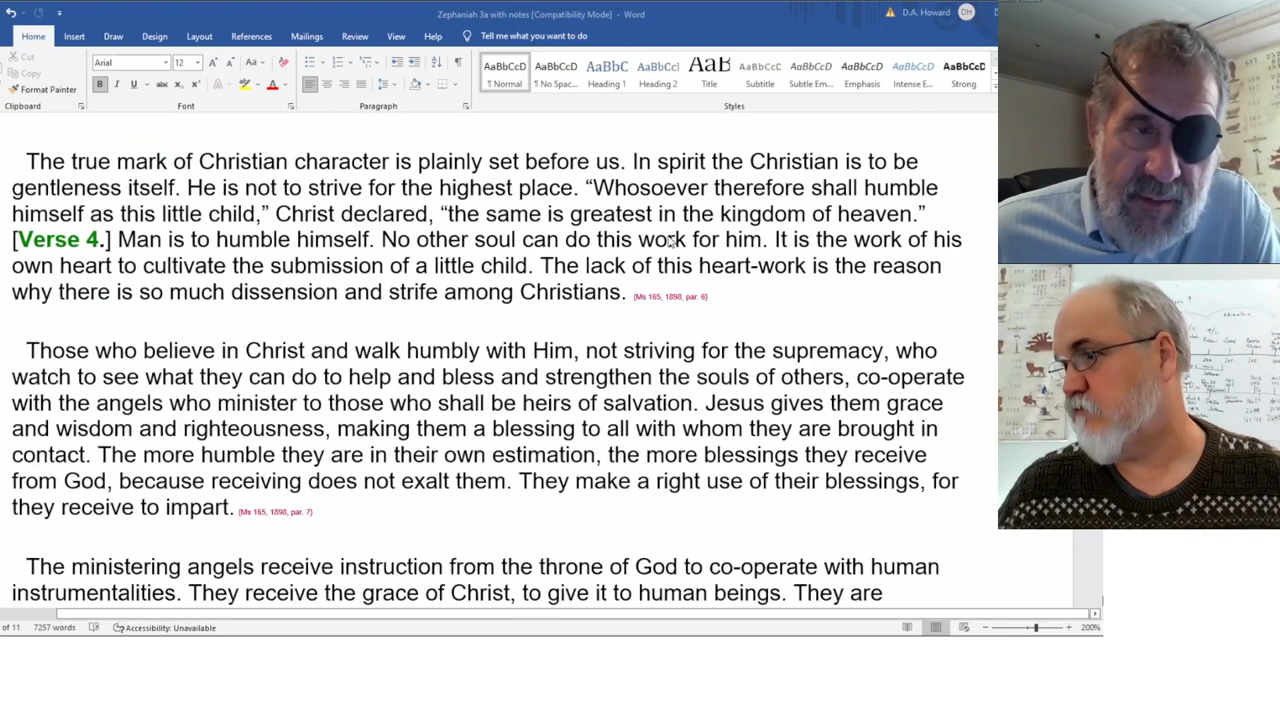 Zephaniah 3a with notes [Compatibility Mode] - Word
D.A. Howard DH
Home Insert Draw Design Layout References Mailings Review View Help Tell me what you want to do
Cut
Copy
Format Painter
Clipboard
Arial 12
Font
Paragraph
AaBbCcD AaBbCcD AaBbC AaBbCcI AaB AaBbCcD AaBbCcD AaBbCcD AaBbCcD AaBbCcD
¶ Normal ¶ No Spac... Heading 1 Heading 2 Title Subtitle Subtle Em... Emphasis Intense E... Strong
Styles
The true mark of Christian character is plainly set before us. In spirit the Christian is to be
gentleness itself. He is not to strive for the highest place. “Whosoever therefore shall humble
himself as this little child,” Christ declared, “the same is greatest in the kingdom of heaven.”
[Verse 4.] Man is to humble himself. No other soul can do this work for him. It is the work of his
own heart to cultivate the submission of a little child. The lack of this heart-work is the reason
why there is so much dissension and strife among Christians. {Ms 165, 1898, par. 6}
Those who believe in Christ and walk humbly with Him, not striving for the supremacy, who
watch to see what they can do to help and bless and strengthen the souls of others, co-operate
with the angels who minister to those who shall be heirs of salvation. Jesus gives them grace
and wisdom and righteousness, making them a blessing to all with whom they are brought in
contact. The more humble they are in their own estimation, the more blessings they receive
from God, because receiving does not exalt them. They make a right use of their blessings, for
they receive to impart. {Ms 165, 1898, par. 7}
The ministering angels receive instruction from the throne of God to co-operate with human
instrumentalities. They receive the grace of Christ, to give it to human beings. They are
of 11 7257 words Accessibility: Unavailable 200%